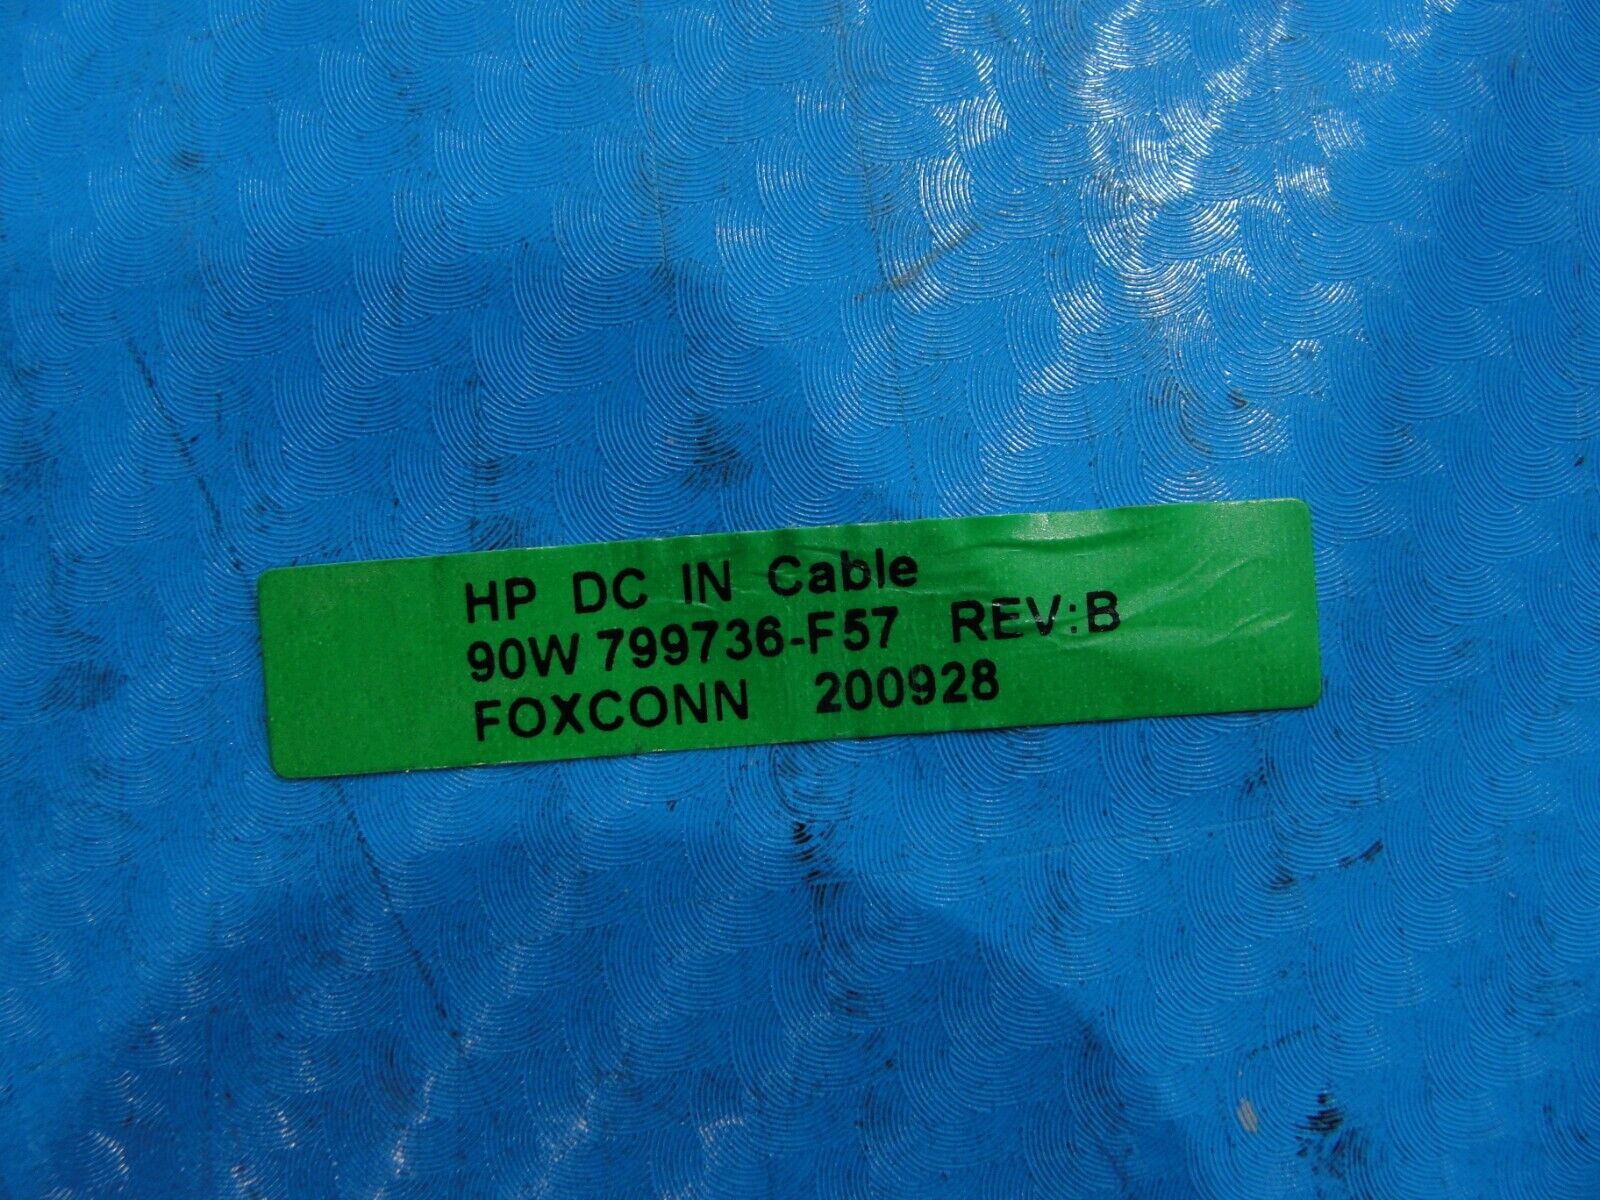 HP DC IN Cable
90W 799736-F57 REV:B
FOXCONN 200928